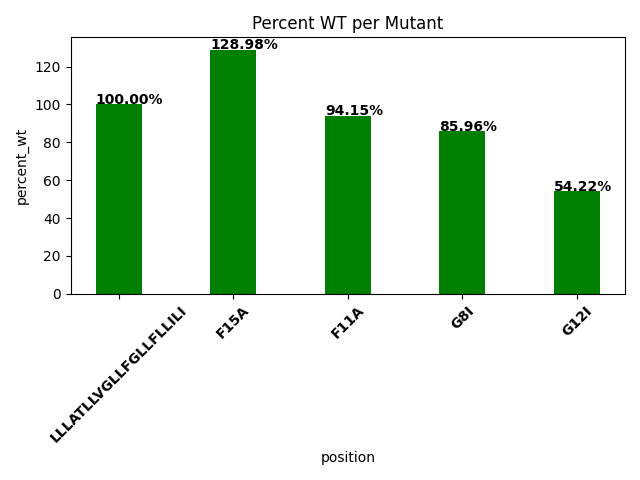 Percent WT per Mutant
percent_wt
120
100
80
60
40
20
0
100.00%
128.98%
94.15%
85.96%
54.22%
LLLATLLVGLLFGLLFLLILI
F15A
F11A
G8I
G12I
position